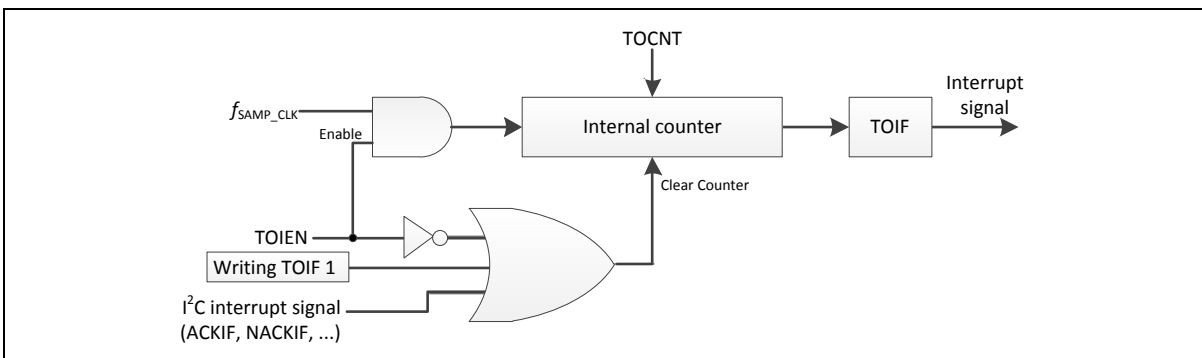 TOCNT
Interrupt
signal
fSAMP_CLK
Enable
Internal counter
TOIF
Clear Counter
TOIEN
Writing TOIF 1
I2C interrupt signal
(ACKIF, NACKIF, ...)